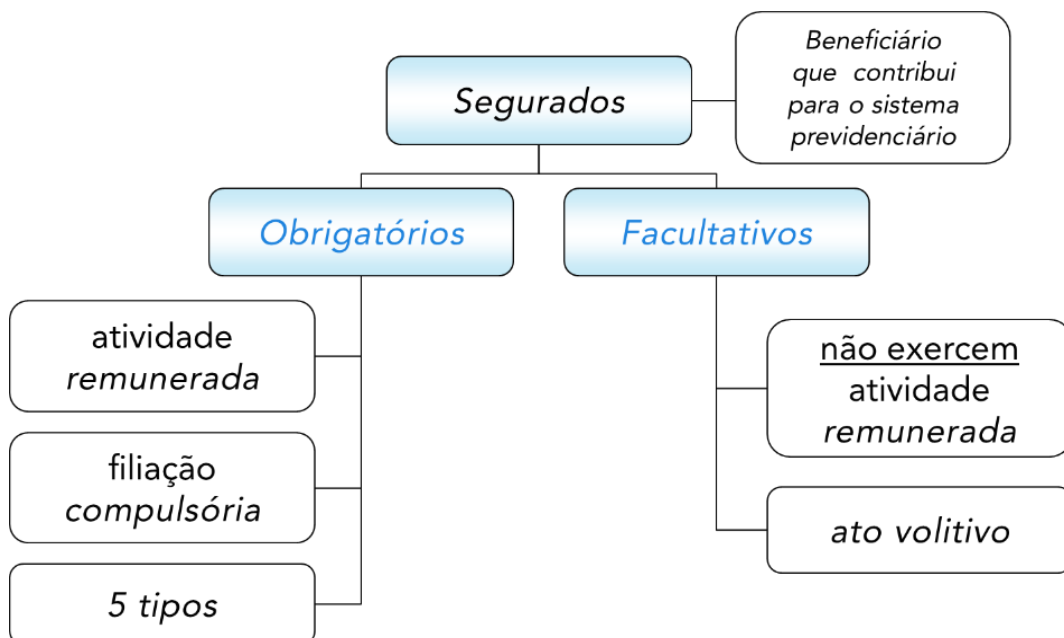 Segurados
Beneficiário
que contribui
para o sistema
previdenciário
Obrigatórios
Facultativos
atividade
remunerada
filiação
compulsória
5 tipos
não exercem
atividade
remunerada
ato volitivo